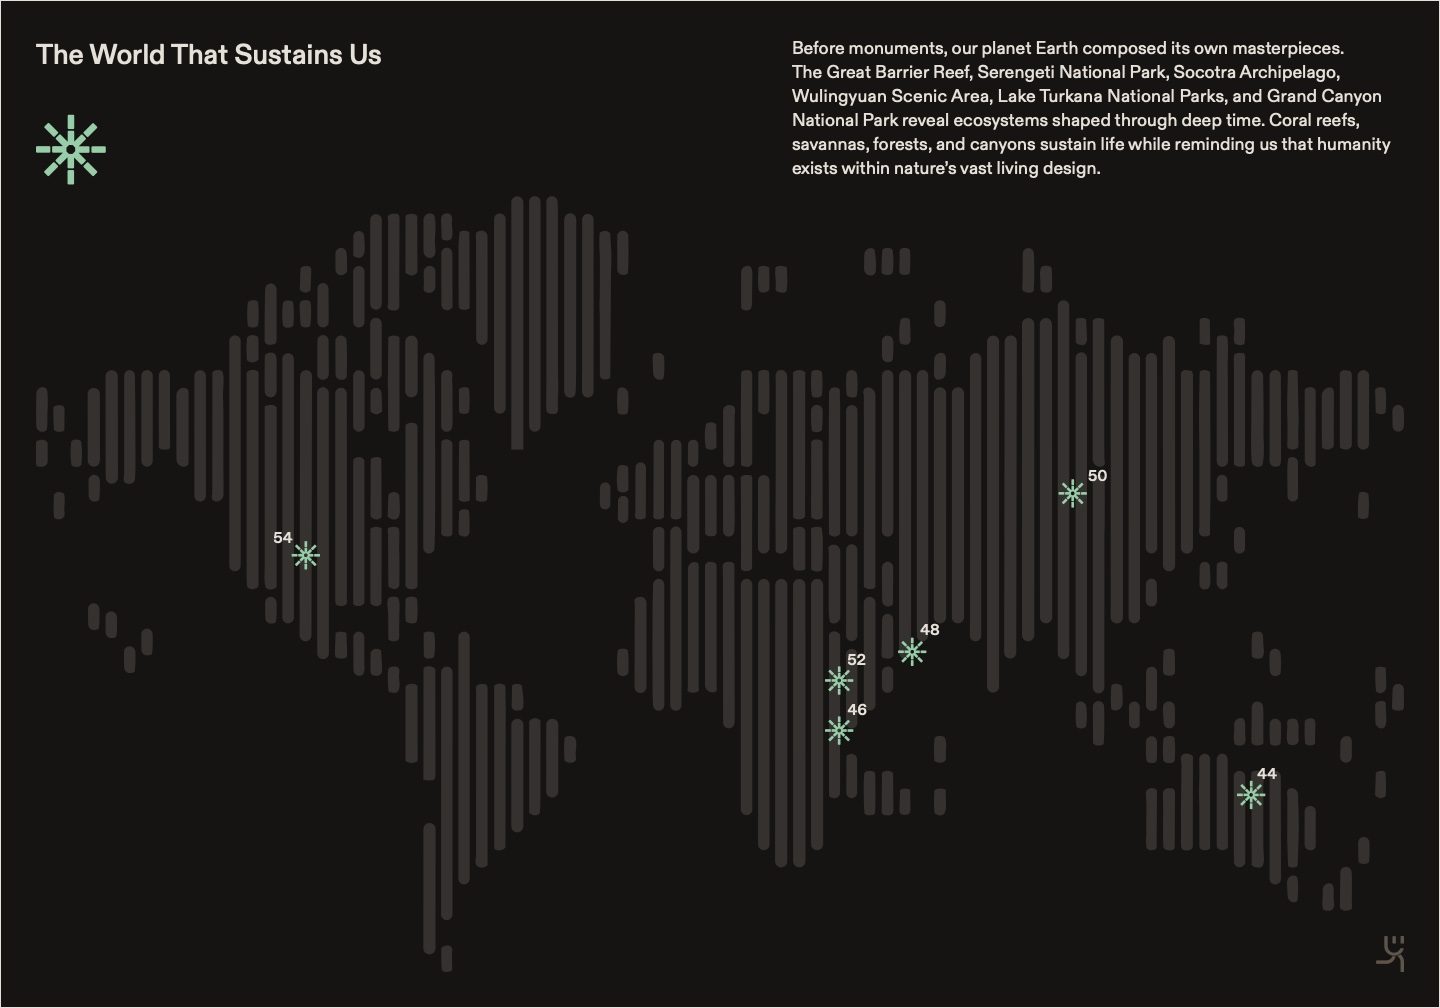 The World That Sustains Us
Before monuments, our planet Earth composed its own masterpieces.
The Great Barrier Reef, Serengeti National Park, Socotra Archipelago,
Wulingyuan Scenic Area, Lake Turkana National Parks, and Grand Canyon
National Park reveal ecosystems shaped through deep time. Coral reefs,
savannas, forests, and canyons sustain life while reminding us that humanity
exists within nature’s vast living design.
50
54
48
52
46
44